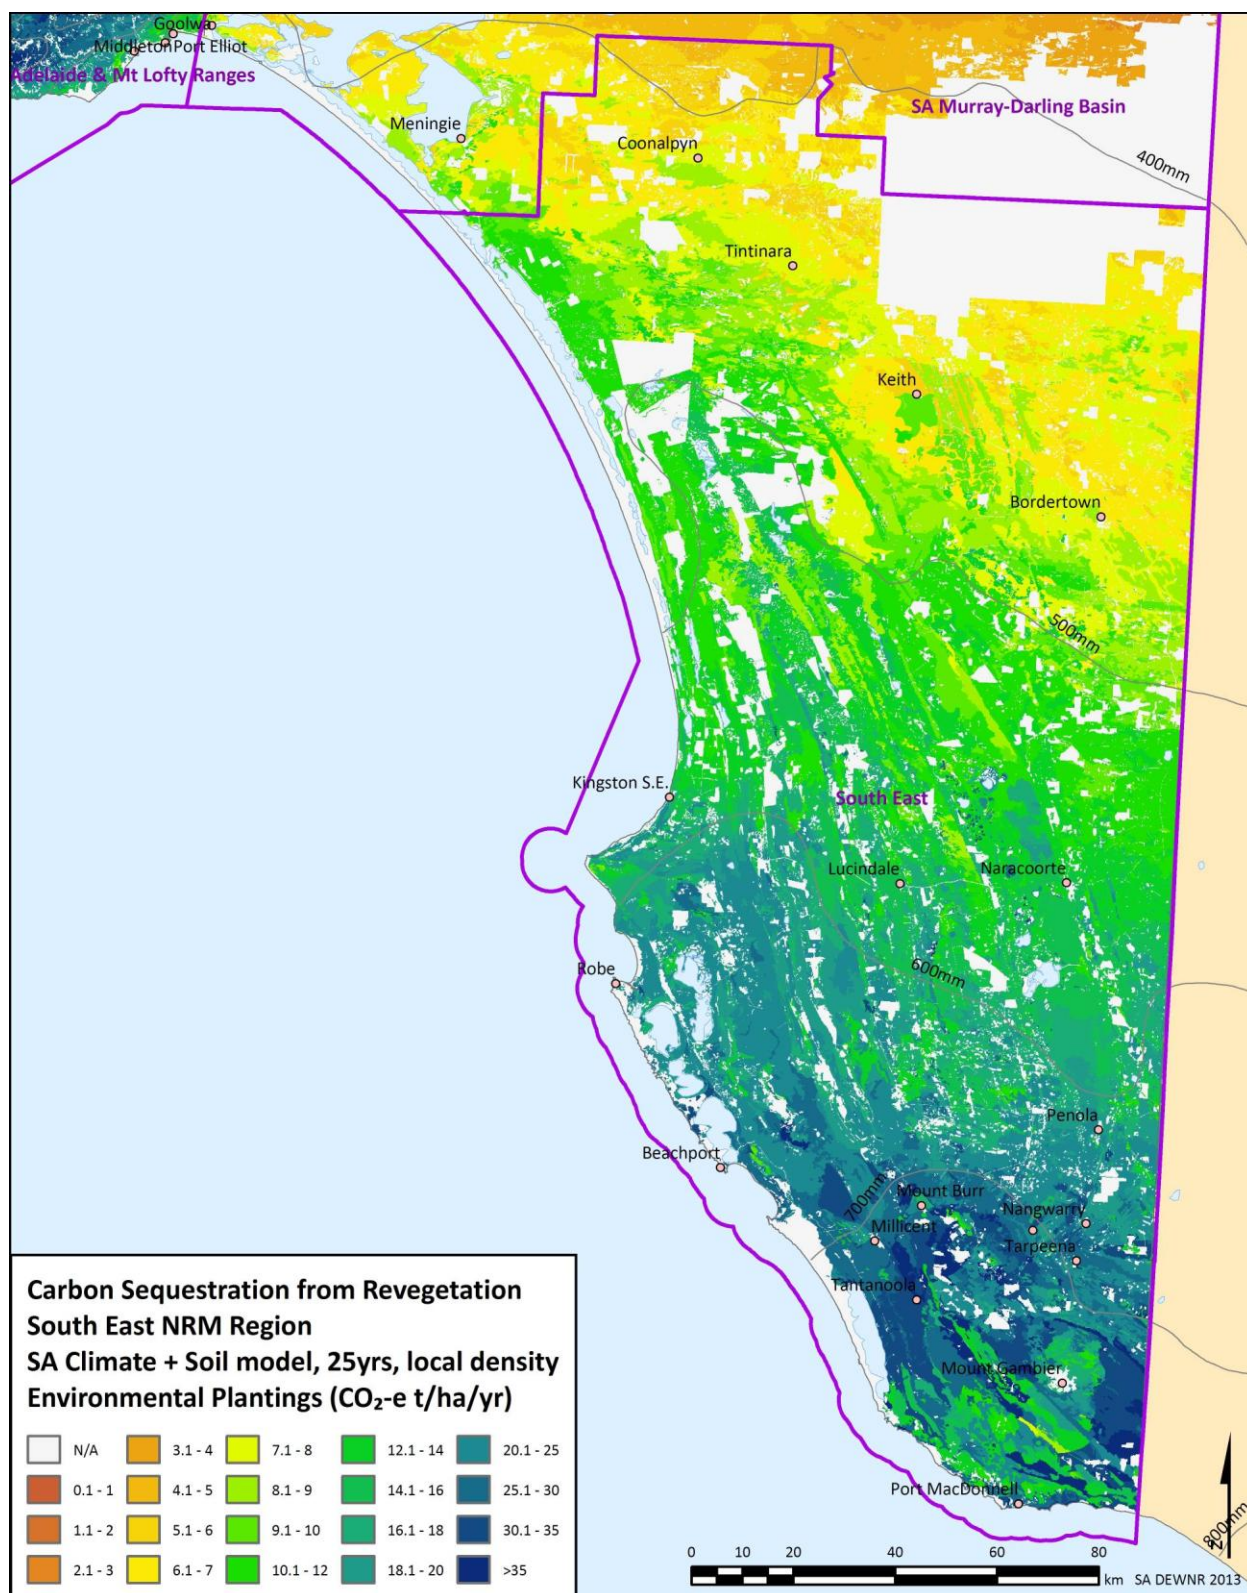 Goolwa
Middleton
Port Elliot
Adelaide & Mt Lofty Ranges
SA Murray-Darling Basin
Meningie
Coonalpyn
400mm
Tintinara
Keith
Bordertown
500mm
Kingston S.E.
South East
Lucindale
Naracoorte
600mm
Robe
Penola
Beachport
700mm
Mount Burr
Nangwarry
Millicent
Tarpeena
Tantanoola
Mount Gambier
Port MacDonnell
800mm
Carbon Sequestration from Revegetation
South East NRM Region
SA Climate + Soil model, 25yrs, local density
Environmental Plantings (CO₂-e t/ha/yr)
N/A
0.1 - 1
1.1 - 2
2.1 - 3
3.1 - 4
4.1 - 5
5.1 - 6
6.1 - 7
7.1 - 8
8.1 - 9
9.1 - 10
10.1 - 12
12.1 - 14
14.1 - 16
16.1 - 18
18.1 - 20
20.1 - 25
25.1 - 30
30.1 - 35
>35
0 10 20 40 60 80
km
SA DEWNR 2013